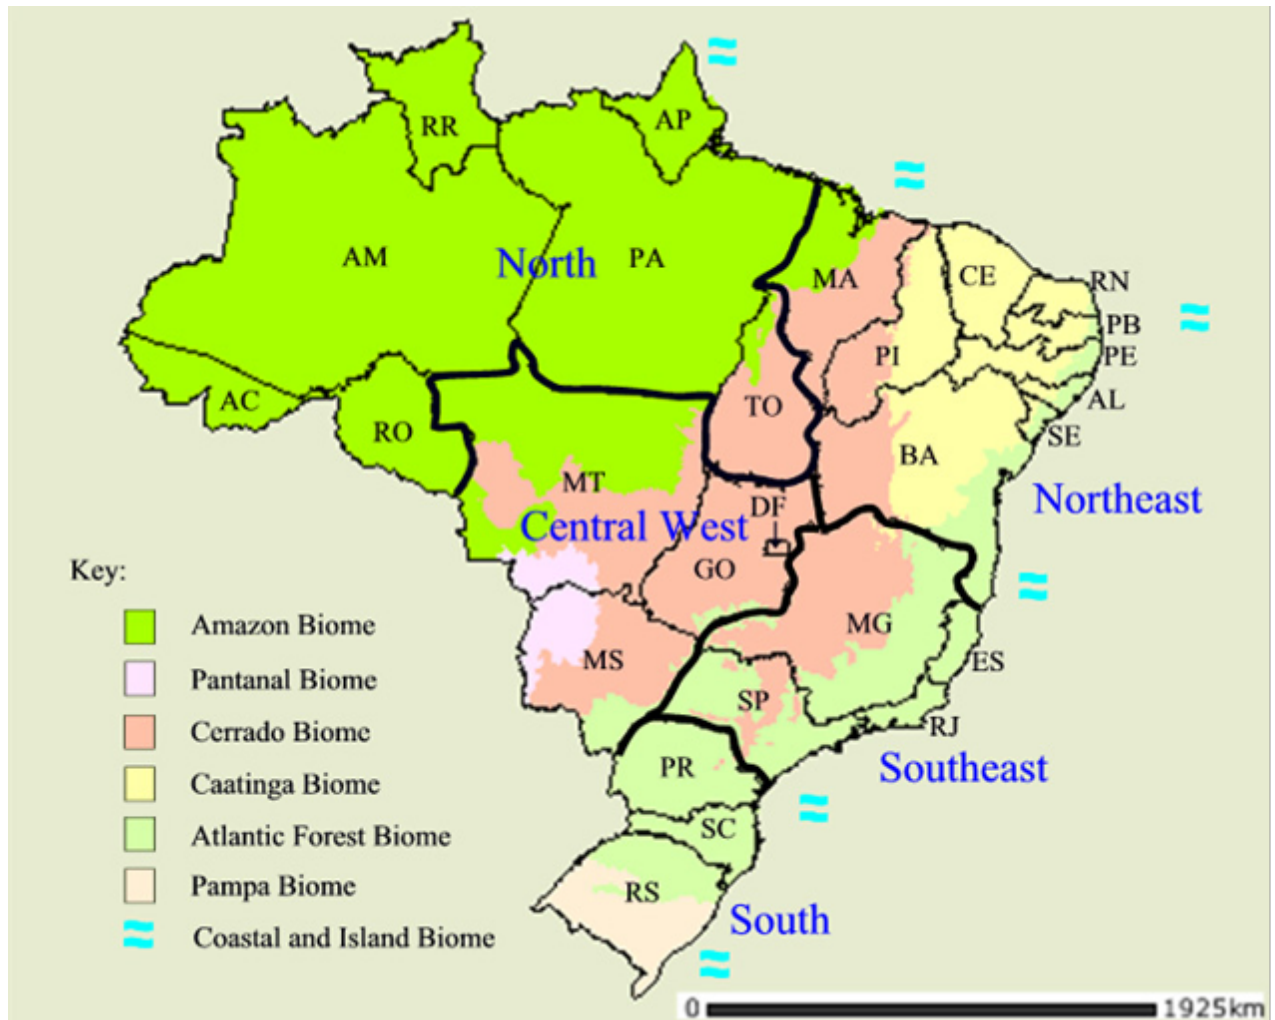 RR
AP
AM
North
PA
MA
CE
RN
PB
PE
PI
AC
RO
TO
AL
SE
BA
MT
Northeast
DF
Central West
GO
MG
ES
MS
SP
RJ
Southeast
PR
SC
RS
South
Key:
Amazon Biome
Pantanal Biome
Cerrado Biome
Caatinga Biome
Atlantic Forest Biome
Pampa Biome
Coastal and Island Biome
0 1925km